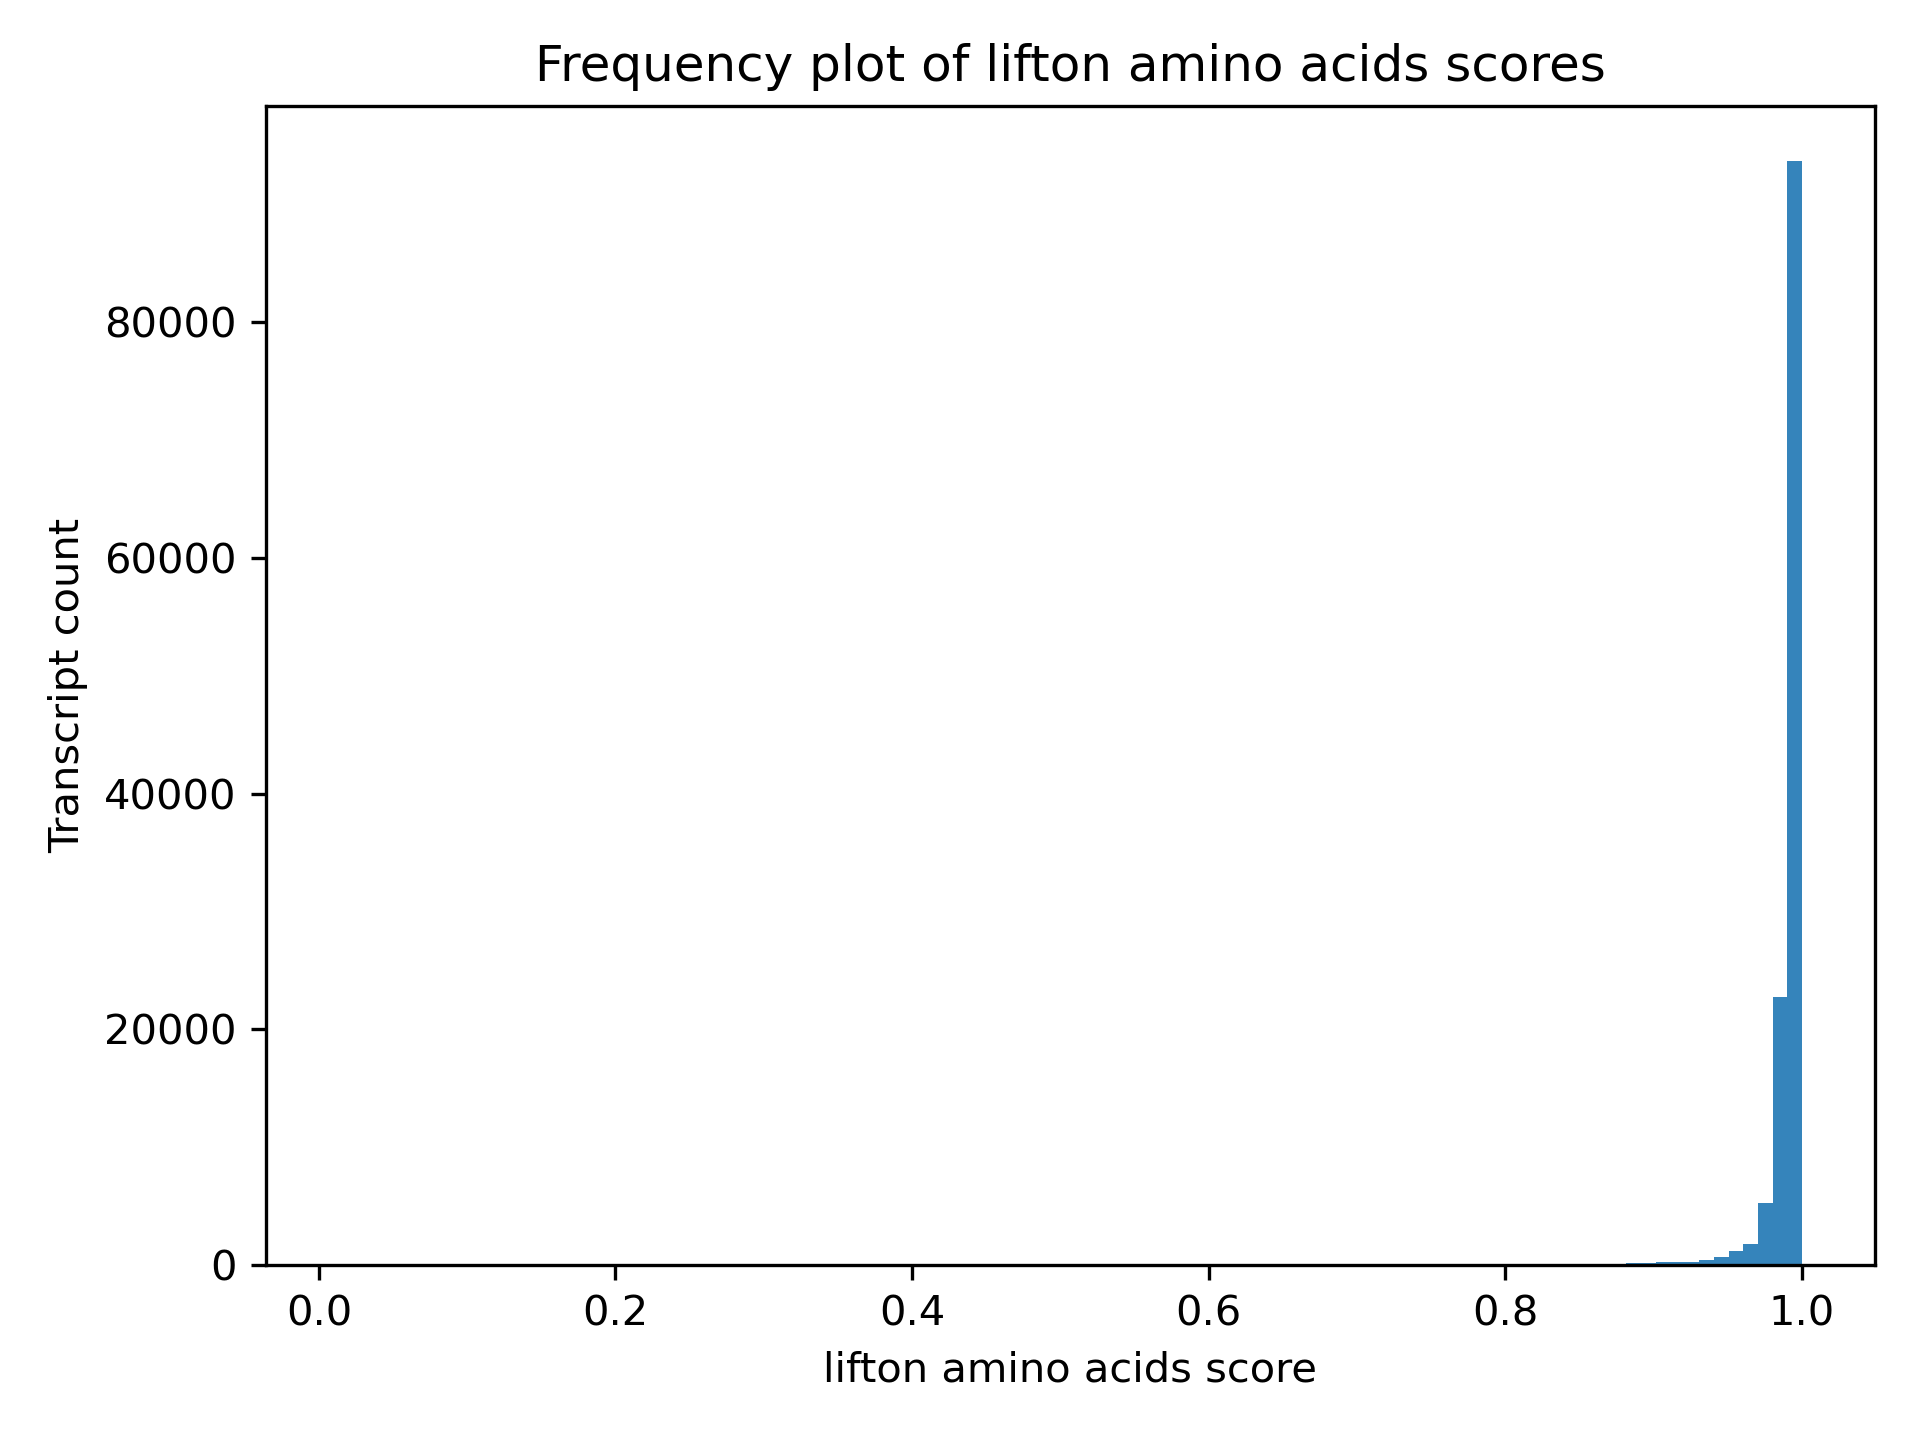 Frequency plot of lifton amino acids scores
Transcript count
80000
60000
40000
20000
0
0.0 0.2 0.4 0.6 0.8 1.0
lifton amino acids score